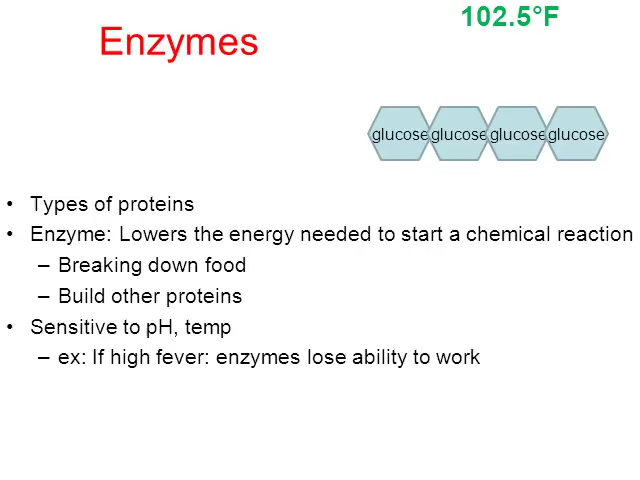 102.5°F
Enzymes
glucose glucose glucose glucose
• Types of proteins
• Enzyme: Lowers the energy needed to start a chemical reaction
– Breaking down food
– Build other proteins
• Sensitive to pH, temp
– ex: If high fever: enzymes lose ability to work